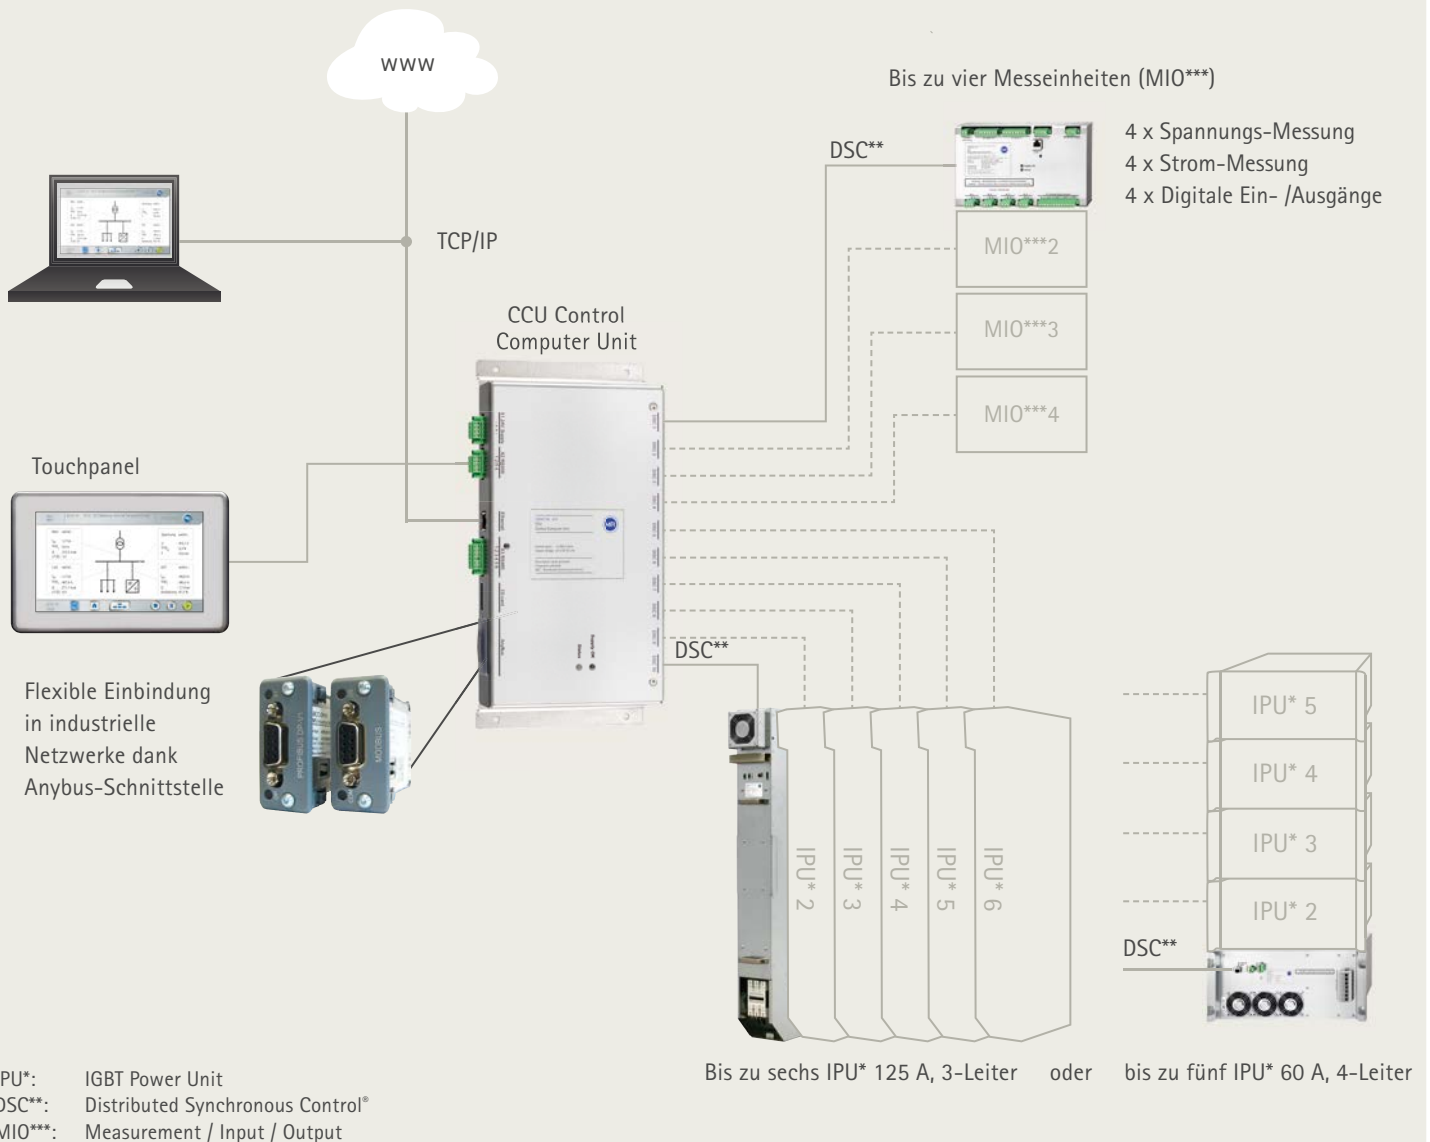 www
Bis zu vier Messeinheiten (MIO***)
DSC**
4 x Spannungs-Messung
4 x Strom-Messung
4 x Digitale Ein- /Ausgänge
TCP/IP
MIO***2
MIO***3
MIO***4
CCU Control
Computer Unit
Touchpanel
DSC**
Flexible Einbindung
in industrielle
Netzwerke dank
Anybus-Schnittstelle
PROFIBUS DP-V1
MODBUS
IPU* 2
IPU* 3
IPU* 4
IPU* 5
IPU* 6
IPU* 5
IPU* 4
IPU* 3
IPU* 2
DSC**
Bis zu sechs IPU* 125 A, 3-Leiter oder bis zu fünf IPU* 60 A, 4-Leiter
PU*: IGBT Power Unit
DSC**: Distributed Synchronous Control®
MIO***: Measurement / Input / Output